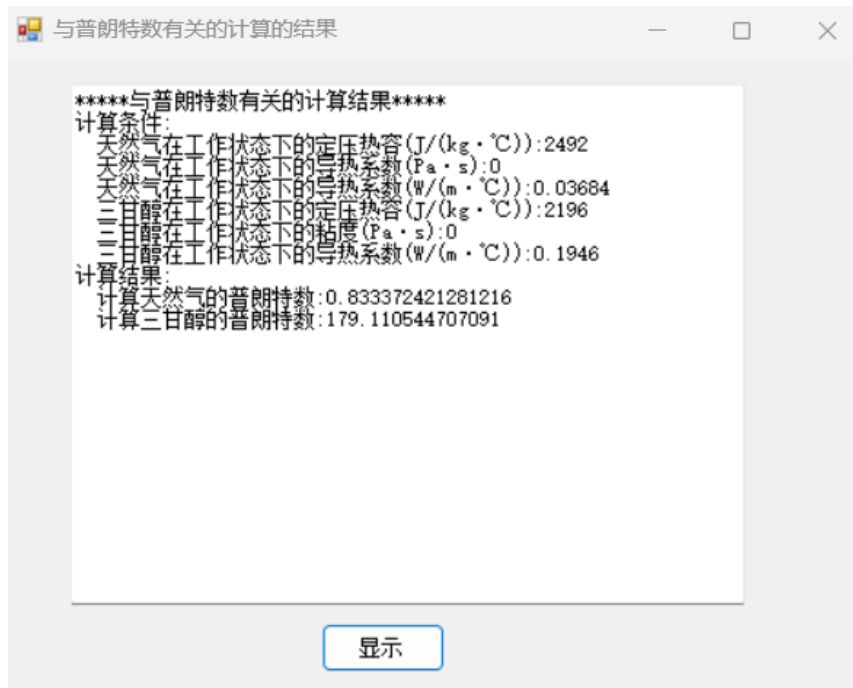 与普朗特数有关的计算的结果
*****与普朗特数有关的计算结果*****
计算条件:
天然气在工作状态下的定压热容(J/(kg·℃)):2492
天然气在工作状态下的导热系数(Pa·s):0
天然气在工作状态下的导热系数(W/(m·℃)):0.03684
三甘醇在工作状态下的定压热容(J/(kg·℃)):2196
三甘醇在工作状态下的粘度(Pa·s):0
三甘醇在工作状态下的导热系数(W/(m·℃)):0.1946
计算结果:
计算天然气的普朗特数:0.833372421281216
计算三甘醇的普朗特数:179.110544707091
显示